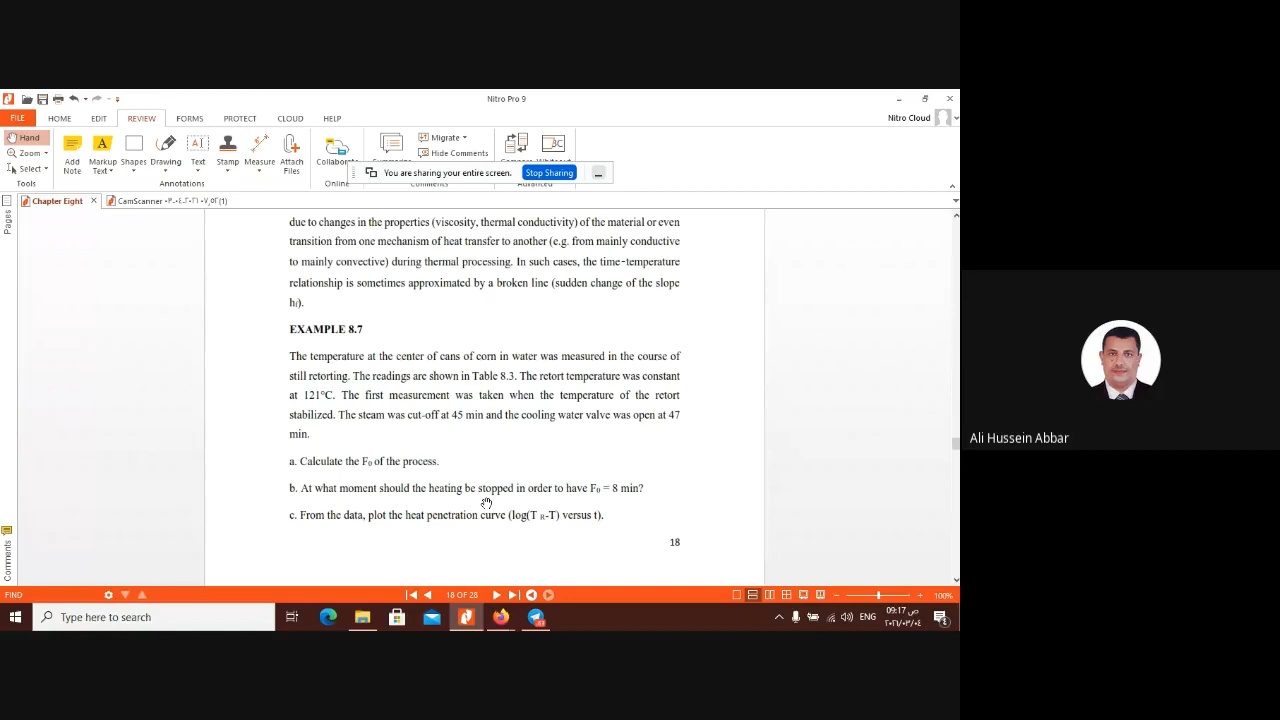 Nitro Pro 9
FILE HOME EDIT REVIEW FORMS PROTECT CLOUD HELP
Nitro Cloud
Hand
Zoom
Select
Tools
Add Note
Markup Text
Shapes
Drawing
Text
Stamp
Measure
Attach Files
Annotations
Online
Migrate
Hide Comments
You are sharing your entire screen.
Stop Sharing
Chapter Eight
Pages
due to changes in the properties (viscosity, thermal conductivity) of the material or even
transition from one mechanism of heat transfer to another (e.g. from mainly conductive
to mainly convective) during thermal processing. In such cases, the time-temperature
relationship is sometimes approximated by a broken line (sudden change of the slope
hf).
EXAMPLE 8.7
The temperature at the center of cans of corn in water was measured in the course of
still retorting. The readings are shown in Table 8.3. The retort temperature was constant
at 121°C. The first measurement was taken when the temperature of the retort
stabilized. The steam was cut-off at 45 min and the cooling water valve was open at 47
min.
a. Calculate the F0 of the process.
b. At what moment should the heating be stopped in order to have F0 = 8 min?
c. From the data, plot the heat penetration curve (log(T R-T) versus t).
18
Comments
Ali Hussein Abbar
FIND
18 OF 28
100%
Type here to search
ENG
09:17 ص
٢٠٢١/٠٣/٠٤